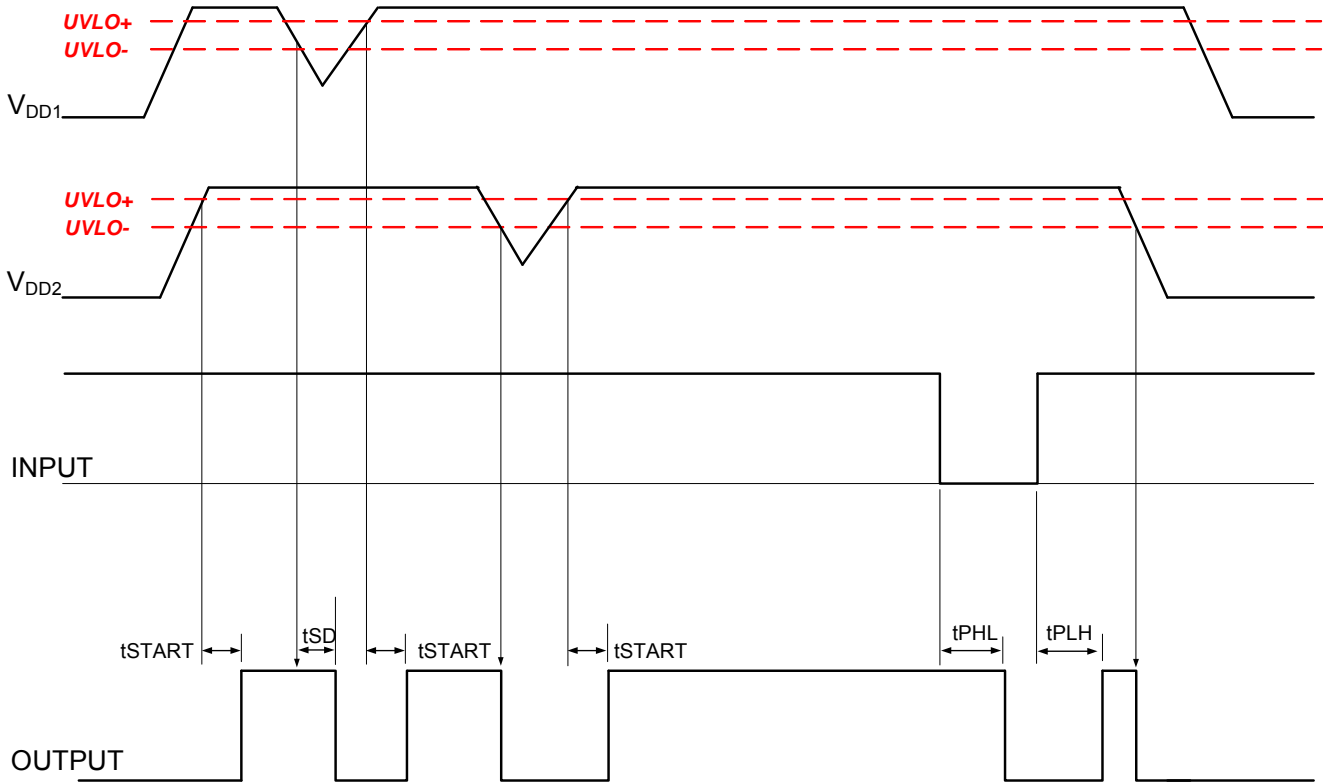 UVLO+
UVLO-
VDD1
UVLO+
UVLO-
VDD2
INPUT
tSTART tSD tSTART tSTART tPHL tPLH
OUTPUT